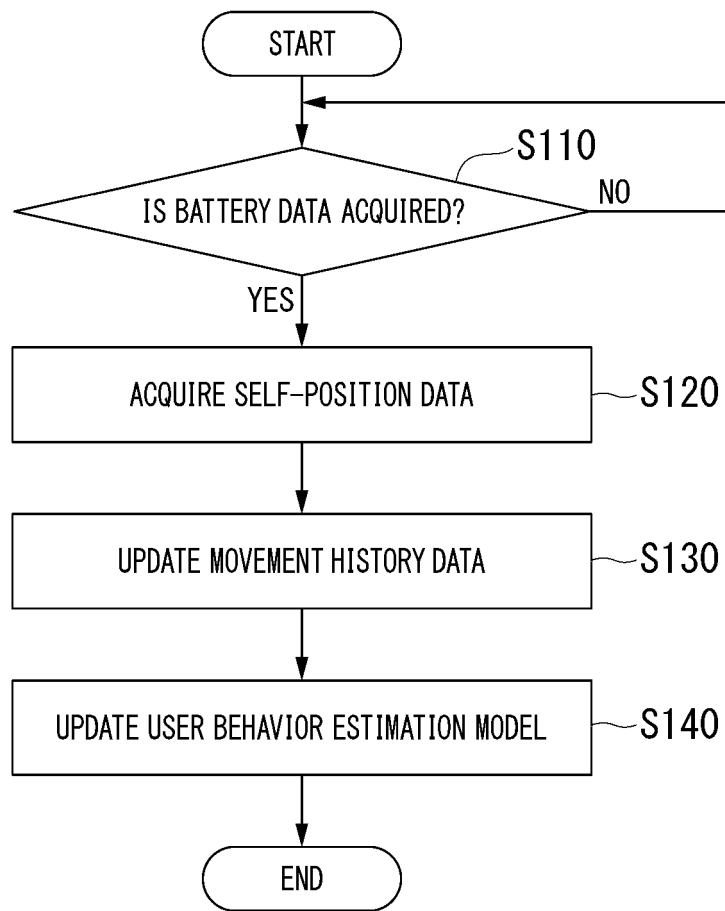 START
S110
IS BATTERY DATA ACQUIRED?
NO
YES
ACQUIRE SELF-POSITION DATA
S120
UPDATE MOVEMENT HISTORY DATA
S130
UPDATE USER BEHAVIOR ESTIMATION MODEL
S140
END